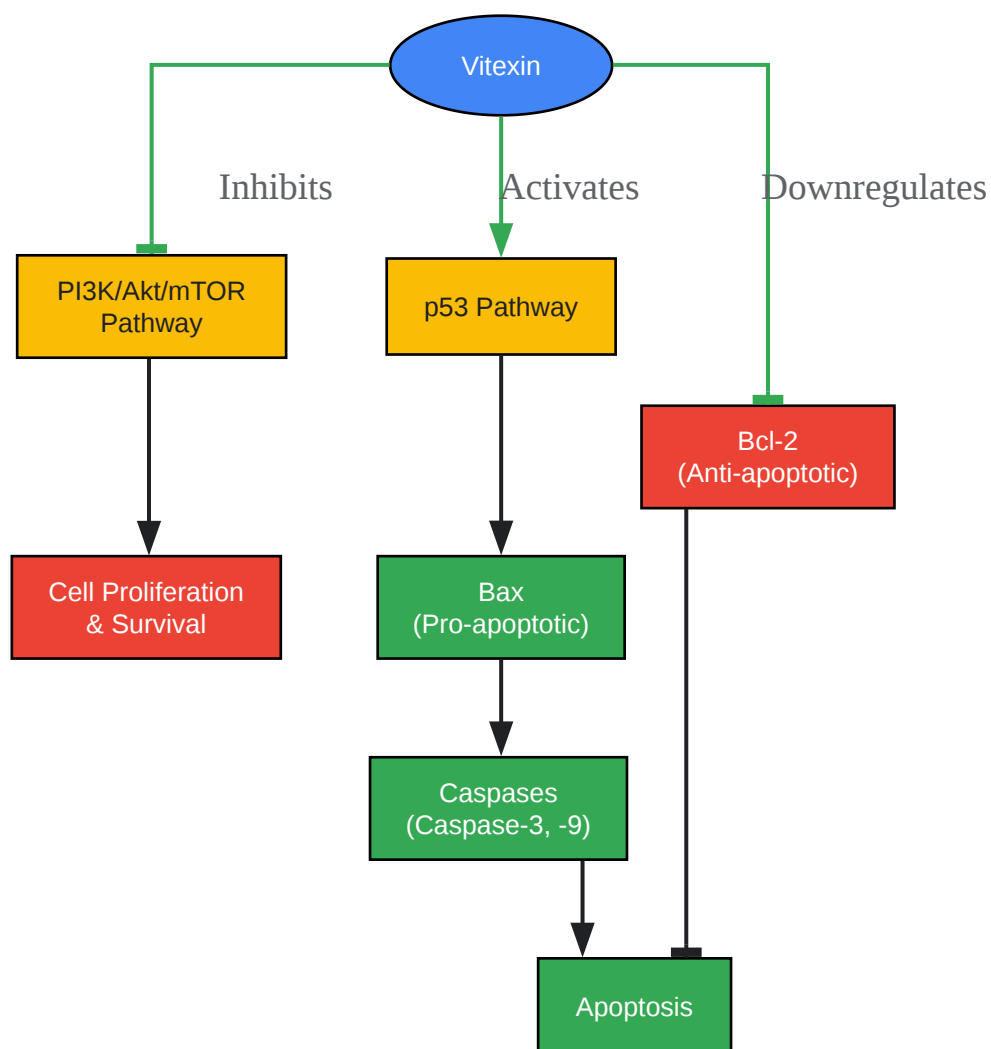 Vitexin
Inhibits
Activates
Downregulates
PI3K/Akt/mTOR
Pathway
p53 Pathway
Bcl-2
(Anti-apoptotic)
Cell Proliferation
& Survival
Bax
(Pro-apoptotic)
Caspases
(Caspase-3, -9)
Apoptosis